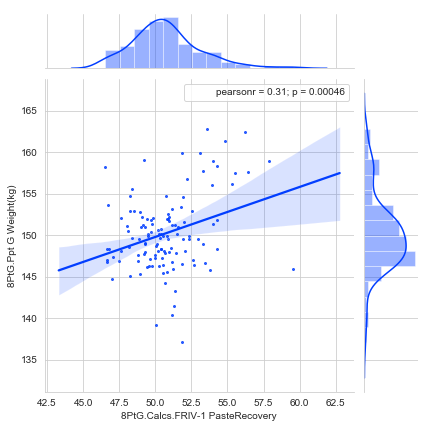 pearsonr = 0.31; p = 0.00046
165
160
155
150
145
140
135
8PtG.Ppt G Weight(kg)
42.5 45.0 47.5 50.0 52.5 55.0 57.5 60.0 62.5
8PtG.Calcs.FRIV-1 PasteRecovery